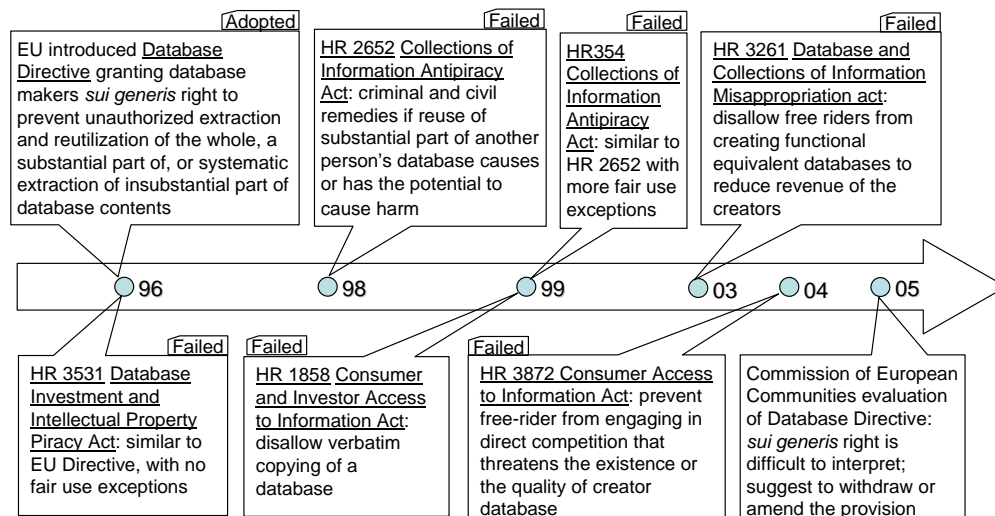 Adopted
EU introduced Database
Directive granting database
makers sui generis right to
prevent unauthorized extraction
and reutilization of the whole, a
substantial part of, or systematic
extraction of insubstantial part of
database contents
Failed
HR 2652 Collections of
Information Antipiracy
Act: criminal and civil
remedies if reuse of
substantial part of another
person's database causes
or has the potential to
cause harm
Failed
HR354
Collections of
Information
Antipiracy
Act: similar to
HR 2652 with
more fair use
exceptions
Failed
HR 3261 Database and
Collections of Information
Misappropriation act:
disallow free riders from
creating functional
equivalent databases to
reduce revenue of the
creators
96
98
99
03
04
05
Failed
HR 3531 Database
Investment and
Intellectual Property
Piracy Act: similar to
EU Directive, with no
fair use exceptions
Failed
HR 1858 Consumer
and Investor Access
to Information Act:
disallow verbatim
copying of a
database
Failed
HR 3872 Consumer Access
to Information Act: prevent
free-rider from engaging in
direct competition that
threatens the existence or
the quality of creator
database
Commission of European
Communities evaluation
of Database Directive:
sui generis right is
difficult to interpret;
suggest to withdraw or
amend the provision